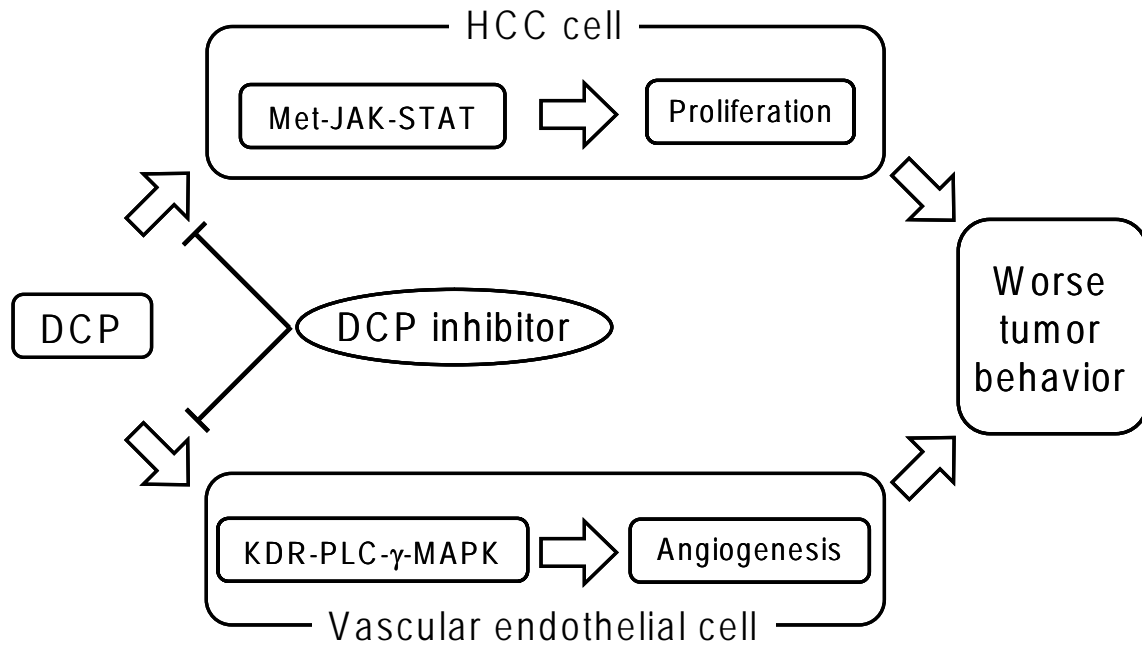 HCC cell
Met-JAK-STAT
Proliferation
DCP
DCP inhibitor
Worse
tumor
behavior
KDR-PLC-γ-MAPK
Angiogenesis
Vascular endothelial cell